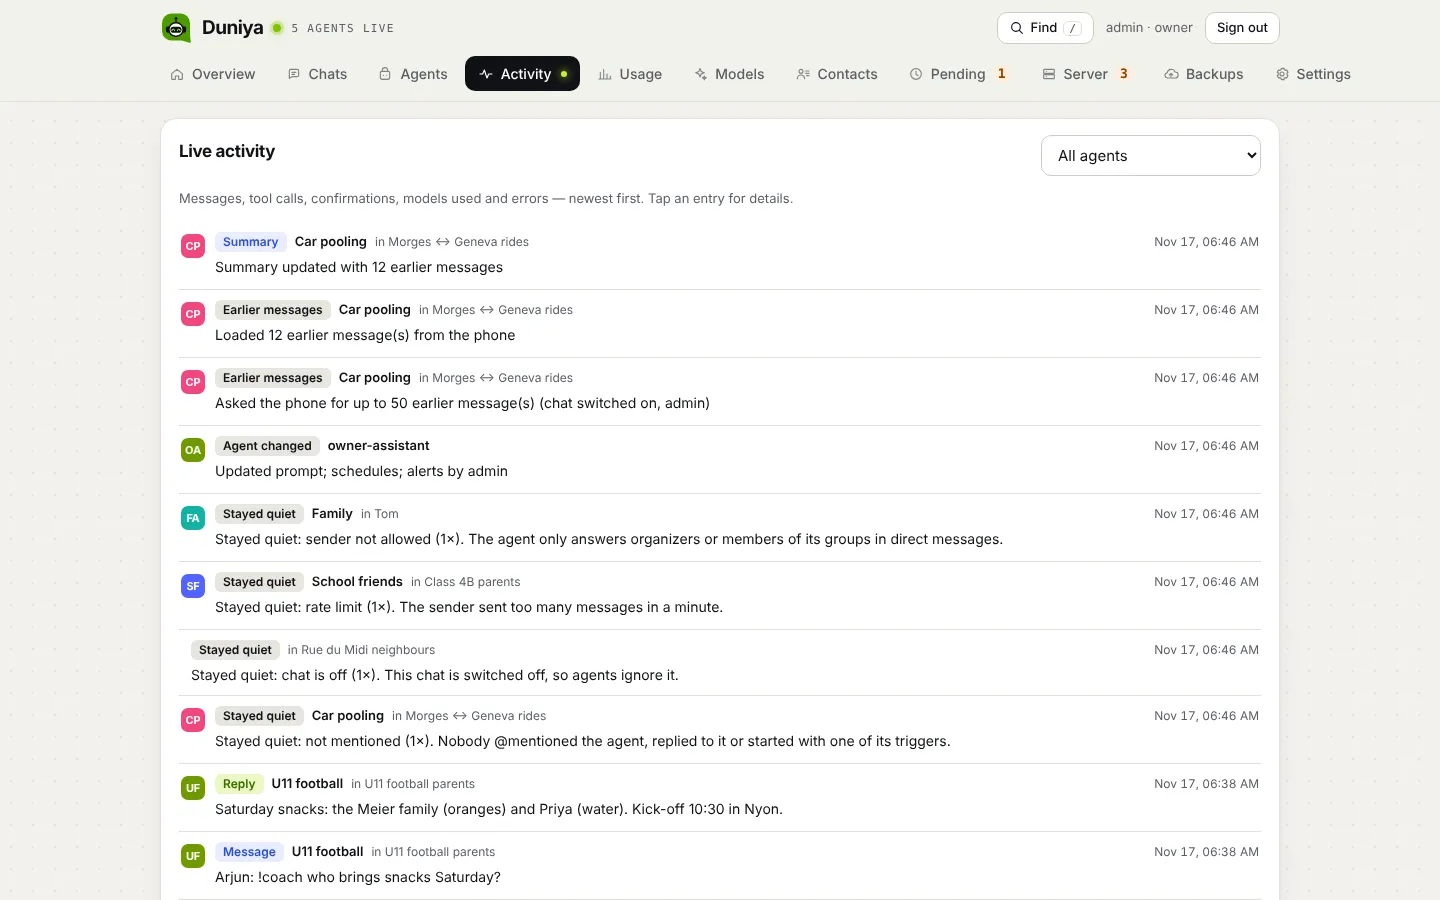 Duniya 5 AGENTS LIVE Find / admin · owner Sign out
Overview Chats Agents Activity Usage Models Contacts Pending 1 Server 3 Backups Settings
Live activity All agents
Messages, tool calls, confirmations, models used and errors — newest first. Tap an entry for details.
CP Summary Car pooling in Morges ↔ Geneva rides Nov 17, 06:46 AM
Summary updated with 12 earlier messages
CP Earlier messages Car pooling in Morges ↔ Geneva rides Nov 17, 06:46 AM
Loaded 12 earlier message(s) from the phone
CP Earlier messages Car pooling in Morges ↔ Geneva rides Nov 17, 06:46 AM
Asked the phone for up to 50 earlier message(s) (chat switched on, admin)
OA Agent changed owner-assistant Nov 17, 06:46 AM
Updated prompt; schedules; alerts by admin
FA Stayed quiet Family in Tom Nov 17, 06:46 AM
Stayed quiet: sender not allowed (1×). The agent only answers organizers or members of its groups in direct messages.
SF Stayed quiet School friends in Class 4B parents Nov 17, 06:46 AM
Stayed quiet: rate limit (1×). The sender sent too many messages in a minute.
Stayed quiet in Rue du Midi neighbours Nov 17, 06:46 AM
Stayed quiet: chat is off (1×). This chat is switched off, so agents ignore it.
CP Stayed quiet Car pooling in Morges ↔ Geneva rides Nov 17, 06:46 AM
Stayed quiet: not mentioned (1×). Nobody @mentioned the agent, replied to it or started with one of its triggers.
UF Reply U11 football in U11 football parents Nov 17, 06:38 AM
Saturday snacks: the Meier family (oranges) and Priya (water). Kick-off 10:30 in Nyon.
UF Message U11 football in U11 football parents Nov 17, 06:38 AM
Arjun: !coach who brings snacks Saturday?